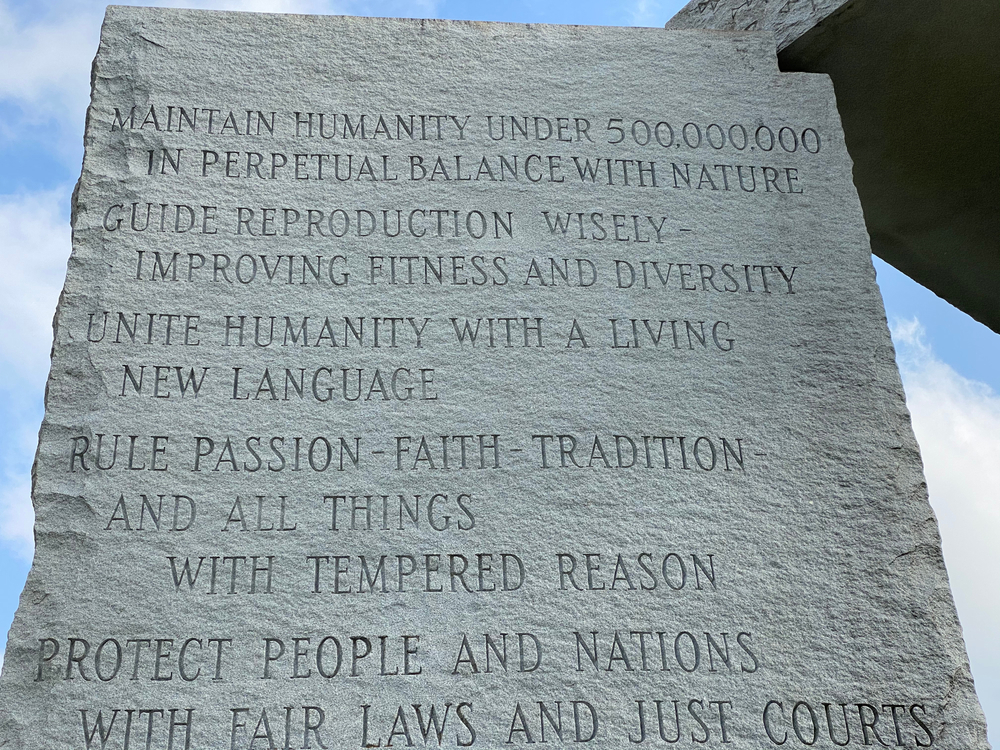 MAINTAIN HUMANITY UNDER 500,000,000
IN PERPETUAL BALANCE WITH NATURE
GUIDE REPRODUCTION WISELY -
IMPROVING FITNESS AND DIVERSITY
UNITE HUMANITY WITH A LIVING
NEW LANGUAGE
RULE PASSION - FAITH - TRADITION -
AND ALL THINGS
WITH TEMPERED REASON
PROTECT PEOPLE AND NATIONS
WITH FAIR LAWS AND JUST COURTS